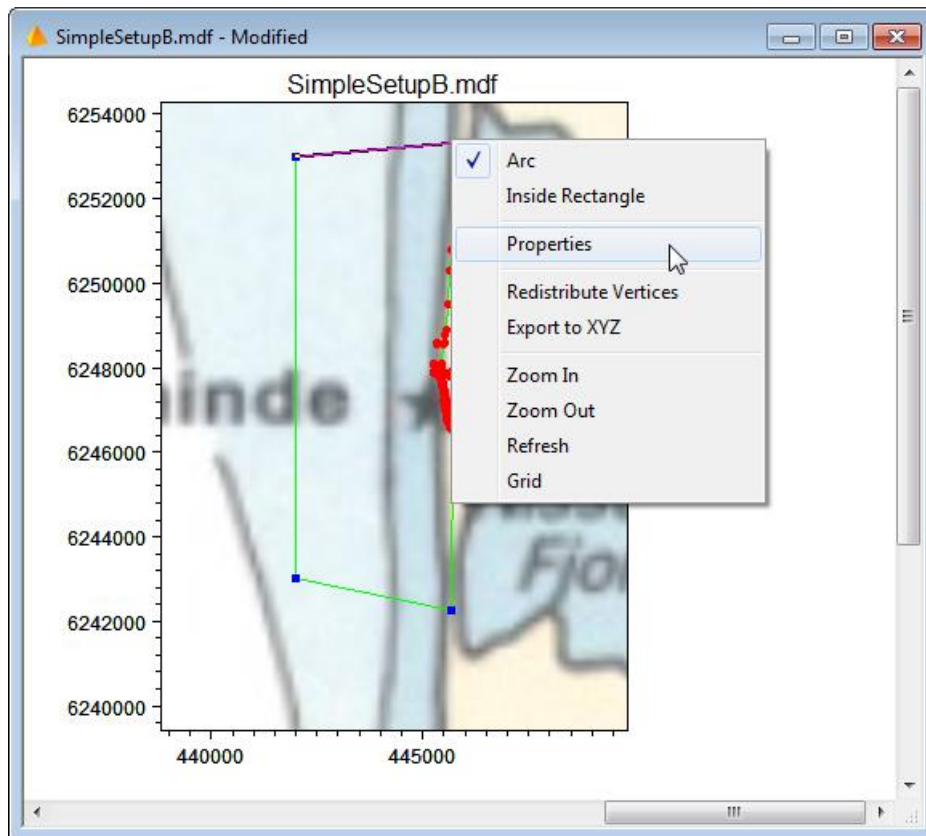 SimpleSetupB.mdf - Modified
SimpleSetupB.mdf
6254000
6252000
6250000
6248000
6246000
6244000
6242000
6240000
440000
445000
inde
Fjor
Arc
Inside Rectangle
Properties
Redistribute Vertices
Export to XYZ
Zoom In
Zoom Out
Refresh
Grid